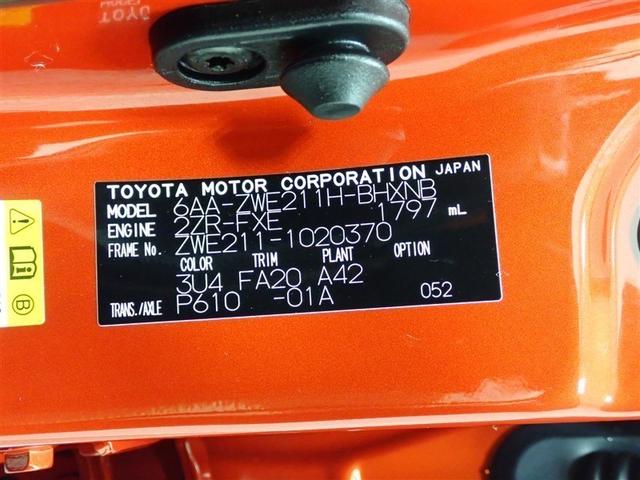 TOYOTA MOTOR CORPORATION JAPAN
MODEL 6AA-ZWE211H-BHXNB
ENGINE 2ZR-FXE 1797 mL
FRAME No. ZWE211-1020370
COLOR TRIM PLANT OPTION
3U4 FA20 A42
TRANS./AXLE P610 -01A 052
B